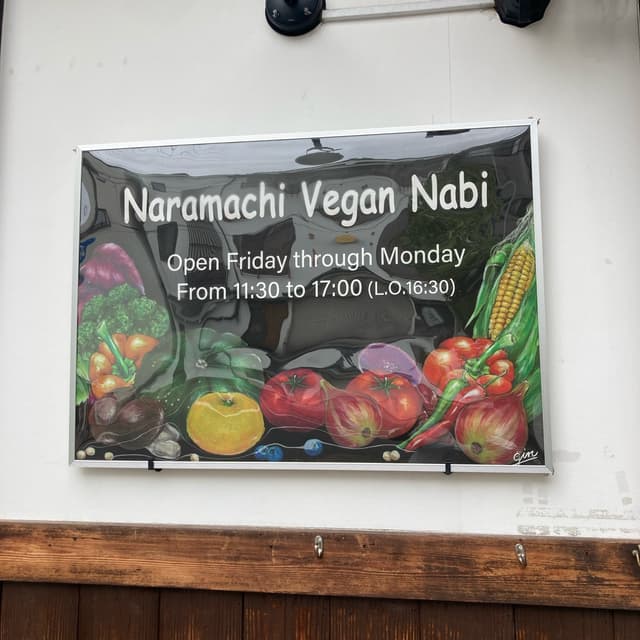 Naramachi Vegan Nabi
Open Friday through Monday
From 11:30 to 17:00 (L.O.16:30)